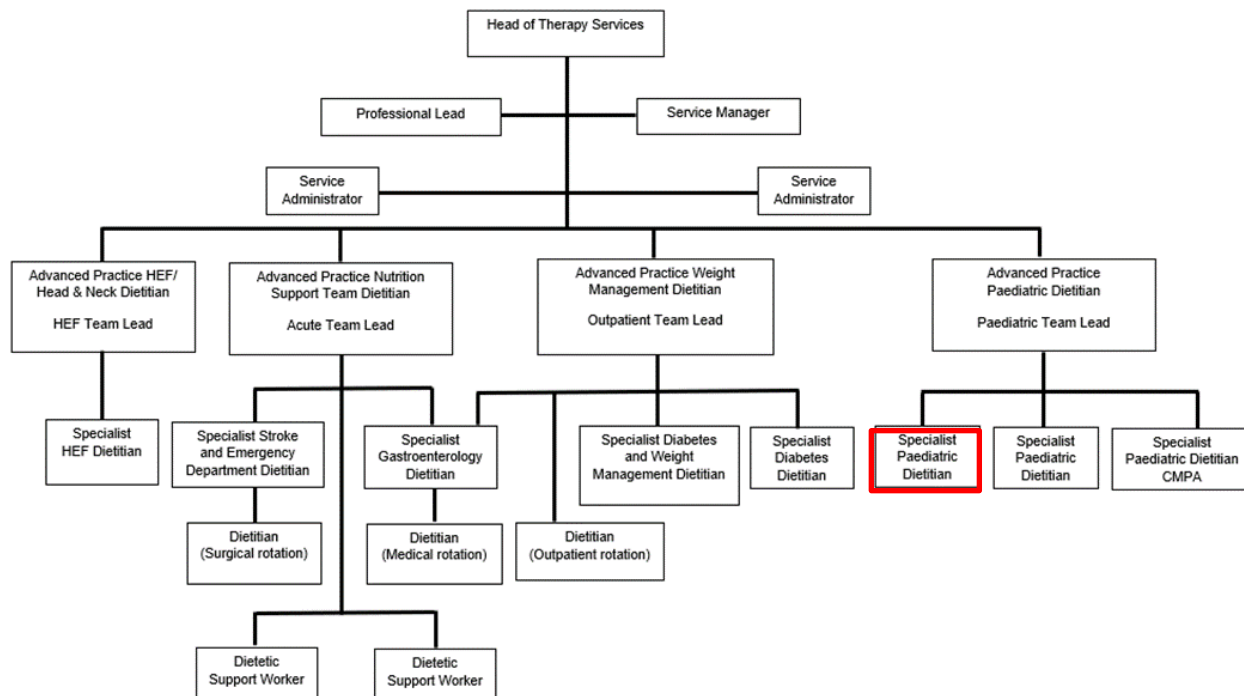 Head of Therapy Services
Professional Lead
Service Manager
Service
Administrator
Service
Administrator
Advanced Practice HEF/
Head & Neck Dietitian
HEF Team Lead
Advanced Practice Nutrition
Support Team Dietitian
Acute Team Lead
Advanced Practice Weight
Management Dietitian
Outpatient Team Lead
Advanced Practice
Paediatric Dietitian
Paediatric Team Lead
Specialist
HEF Dietitian
Specialist Stroke
and Emergency
Department Dietitian
Specialist
Gastroenterology
Dietitian
Specialist Diabetes
and Weight
Management Dietitian
Specialist
Diabetes
Dietitian
Specialist
Paediatric
Dietitian
Specialist
Paediatric
Dietitian
Specialist
Paediatric Dietitian
CMPA
Dietitian
(Surgical rotation)
Dietitian
(Medical rotation)
Dietitian
(Outpatient rotation)
Dietetic
Support Worker
Dietetic
Support Worker